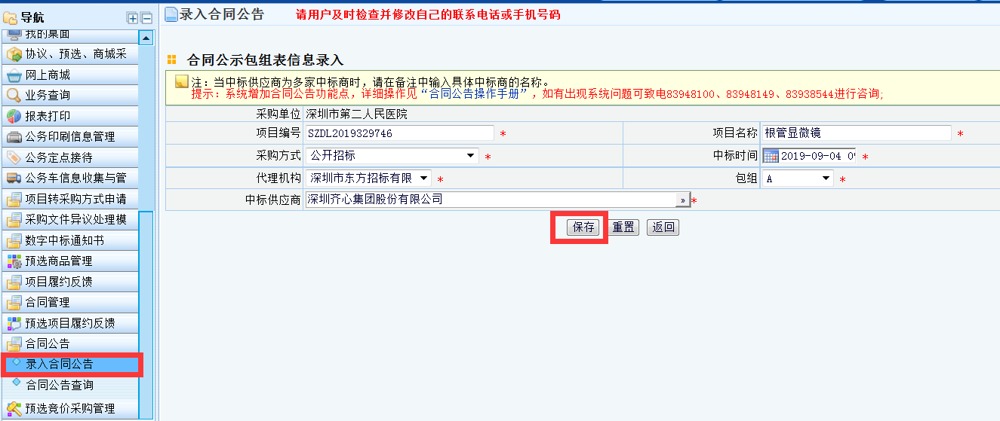 导航
我的桌面
协议、预选、商城采
网上商城
业务查询
报表打印
公务印刷信息管理
公务定点接待
公务车信息收集与管
项目转采购方式申请
采购文件异议处理模
数字中标通知书
预选商品管理
项目履约反馈
合同管理
预选项目履约反馈
合同公告
录入合同公告
合同公告查询
预选竞价采购管理
录入合同公告 请用户及时检查并修改自己的联系电话或手机号码
合同公示包组表信息录入
注：当中标供应商为多家中标商时，请在备注中输入具体中标商的名称。
提示：系统增加合同公告功能点，详细操作见“合同公告操作手册”，如有出现系统问题可致电83948100、83948149、83938544进行咨询;
采购单位 深圳市第二人民医院
项目编号 SZDL2019329746 * 项目名称 根管显微镜 *
采购方式 公开招标 * 中标时间 2019-09-04 *
代理机构 深圳市东方招标有限 * 包组 A *
中标供应商 深圳齐心集团股份有限公司 » *
保存 重置 返回